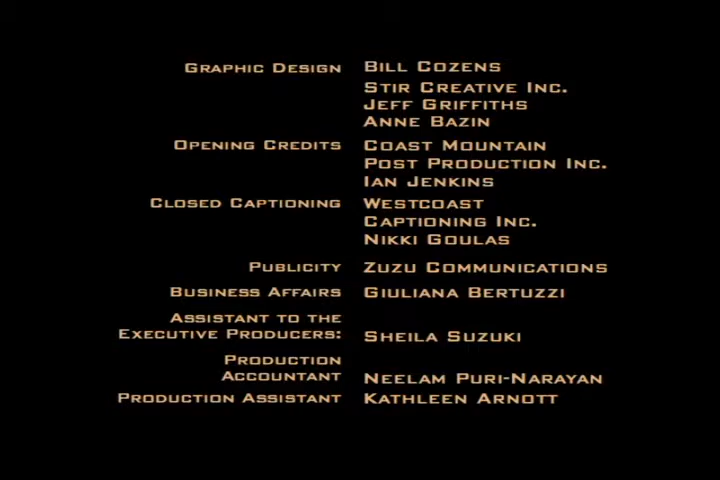 Graphic Design Bill Cozens
Stir Creative Inc.
Jeff Griffiths
Anne Bazin
Opening Credits Coast Mountain
Post Production Inc.
Ian Jenkins
Closed Captioning Westcoast
Captioning Inc.
Nikki Goulas
Publicity Zuzu Communications
Business Affairs Giuliana Bertuzzi
Assistant to the
Executive Producers: Sheila Suzuki
Production
Accountant Neelam Puri-Narayan
Production Assistant Kathleen Arnott